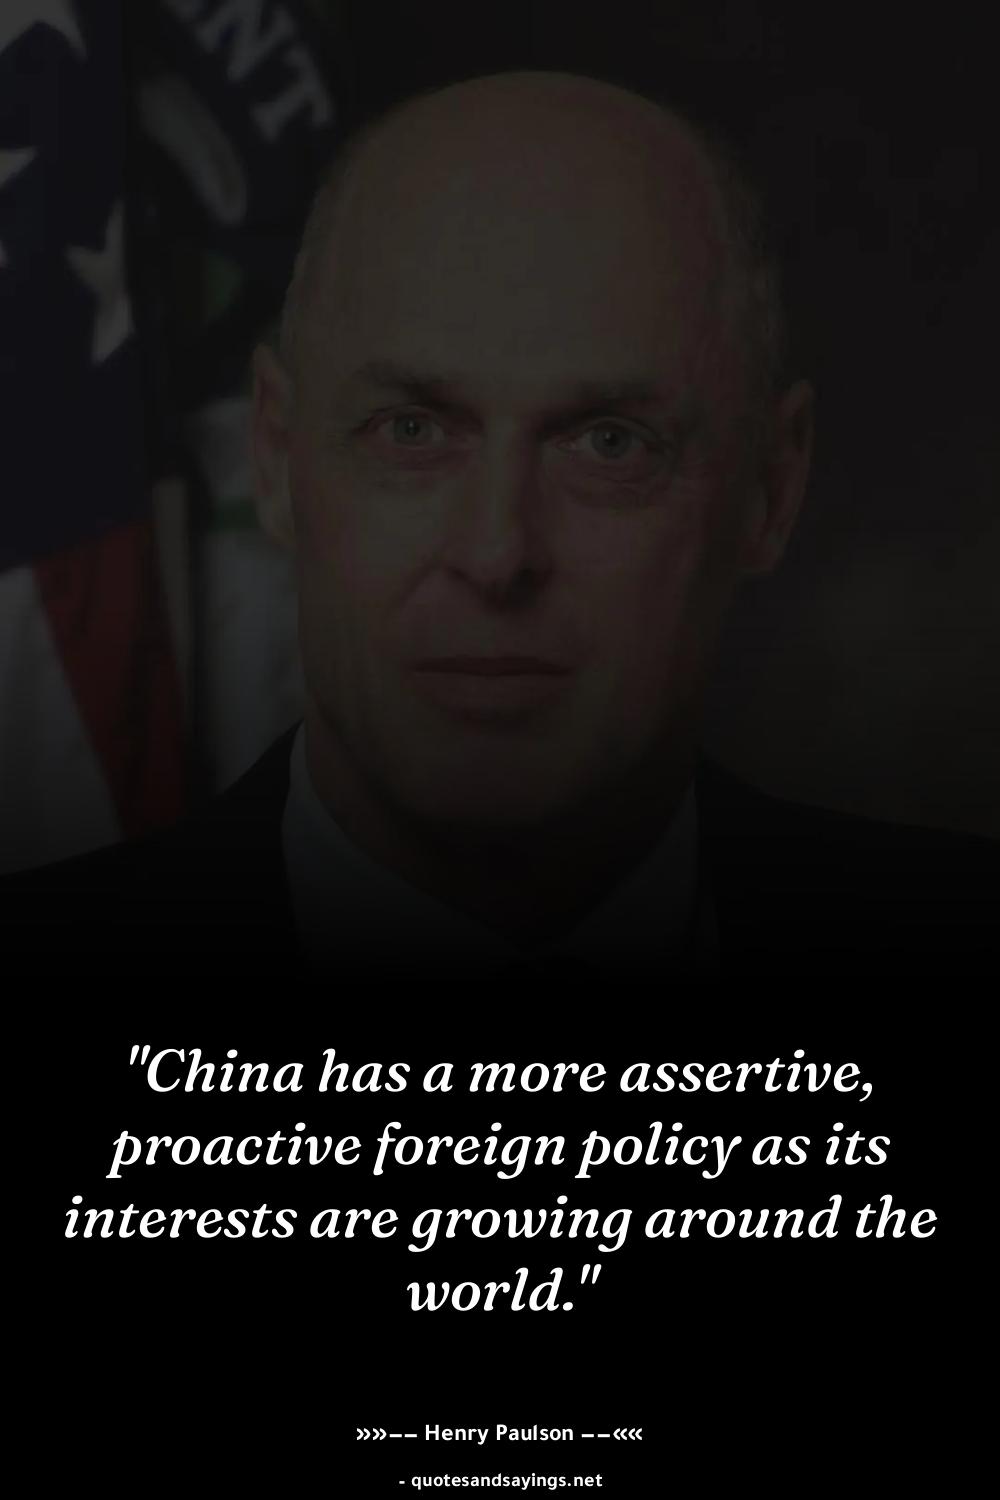 NT
"China has a more assertive,
proactive foreign policy as its
interests are growing around the
world."
»»–– Henry Paulson ––««
- quotesandsayings.net